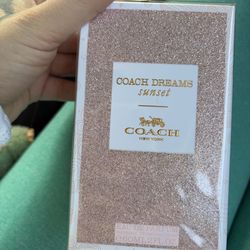 COACH DREAMS
sunset
COACH
NEW YORK